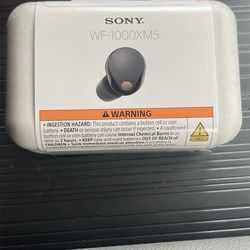 SONY
WF-1000XM5
WARNING
• INGESTION HAZARD: This product contains a button cell or coin
battery • DEATH or serious injury can occur if ingested. • A swallowed
button cell or coin battery can cause Internal Chemical Burns in as
little as 2 hours. • KEEP new and used batteries OUT OF REACH of
CHILDREN. • Seek immediate medical attention if a battery is